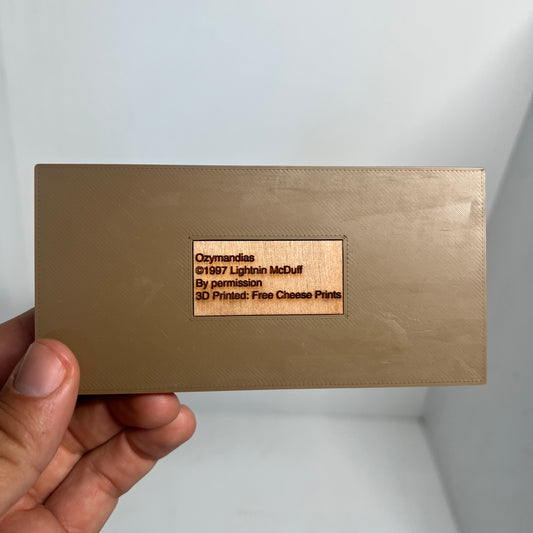 Ozymandias
©1997 Lightnin McDuff
By permission
3D Printed: Free Cheese Prints